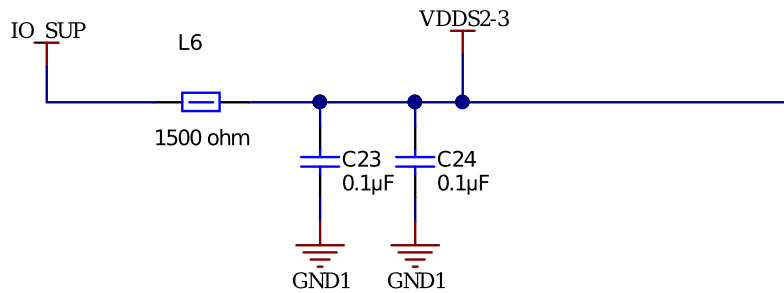 VDDS2-3
IO_SUP
L6
1500 ohm
C23
0.1µF
C24
0.1µF
GND1
GND1